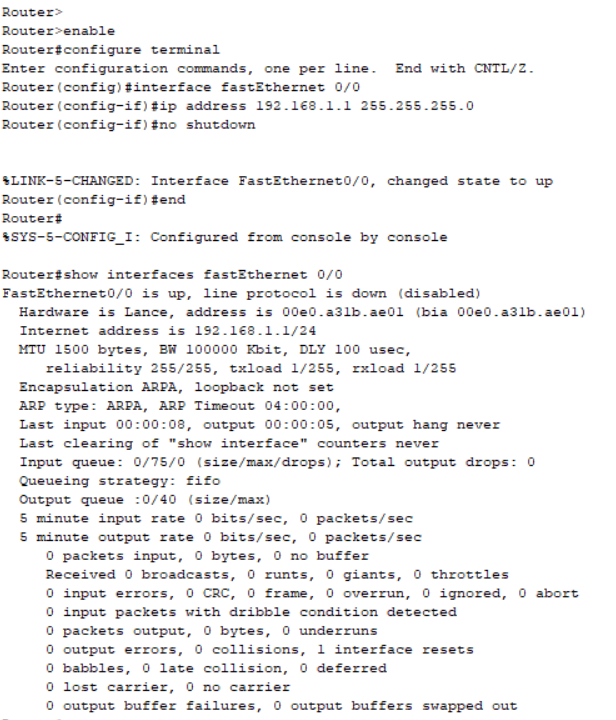 Router>
Router>enable
Router#configure terminal
Enter configuration commands, one per line.  End with CNTL/Z.
Router(config)#interface fastEthernet 0/0
Router(config-if)#ip address 192.168.1.1 255.255.255.0
Router(config-if)#no shutdown
%LINK-5-CHANGED: Interface FastEthernet0/0, changed state to up
Router(config-if)#end
Router#
%SYS-5-CONFIG_I: Configured from console by console
Router#show interfaces fastEthernet 0/0
FastEthernet0/0 is up, line protocol is down (disabled)
  Hardware is Lance, address is 00e0.a31b.ae01 (bia 00e0.a31b.ae01)
  Internet address is 192.168.1.1/24
  MTU 1500 bytes, BW 100000 Kbit, DLY 100 usec,
     reliability 255/255, txload 1/255, rxload 1/255
  Encapsulation ARPA, loopback not set
  ARP type: ARPA, ARP Timeout 04:00:00,
  Last input 00:00:08, output 00:00:05, output hang never
  Last clearing of "show interface" counters never
  Input queue: 0/75/0 (size/max/drops); Total output drops: 0
  Queueing strategy: fifo
  Output queue :0/40 (size/max)
  5 minute input rate 0 bits/sec, 0 packets/sec
  5 minute output rate 0 bits/sec, 0 packets/sec
     0 packets input, 0 bytes, 0 no buffer
     Received 0 broadcasts, 0 runts, 0 giants, 0 throttles
     0 input errors, 0 CRC, 0 frame, 0 overrun, 0 ignored, 0 abort
     0 input packets with dribble condition detected
     0 packets output, 0 bytes, 0 underruns
     0 output errors, 0 collisions, 1 interface resets
     0 babbles, 0 late collision, 0 deferred
     0 lost carrier, 0 no carrier
     0 output buffer failures, 0 output buffers swapped out